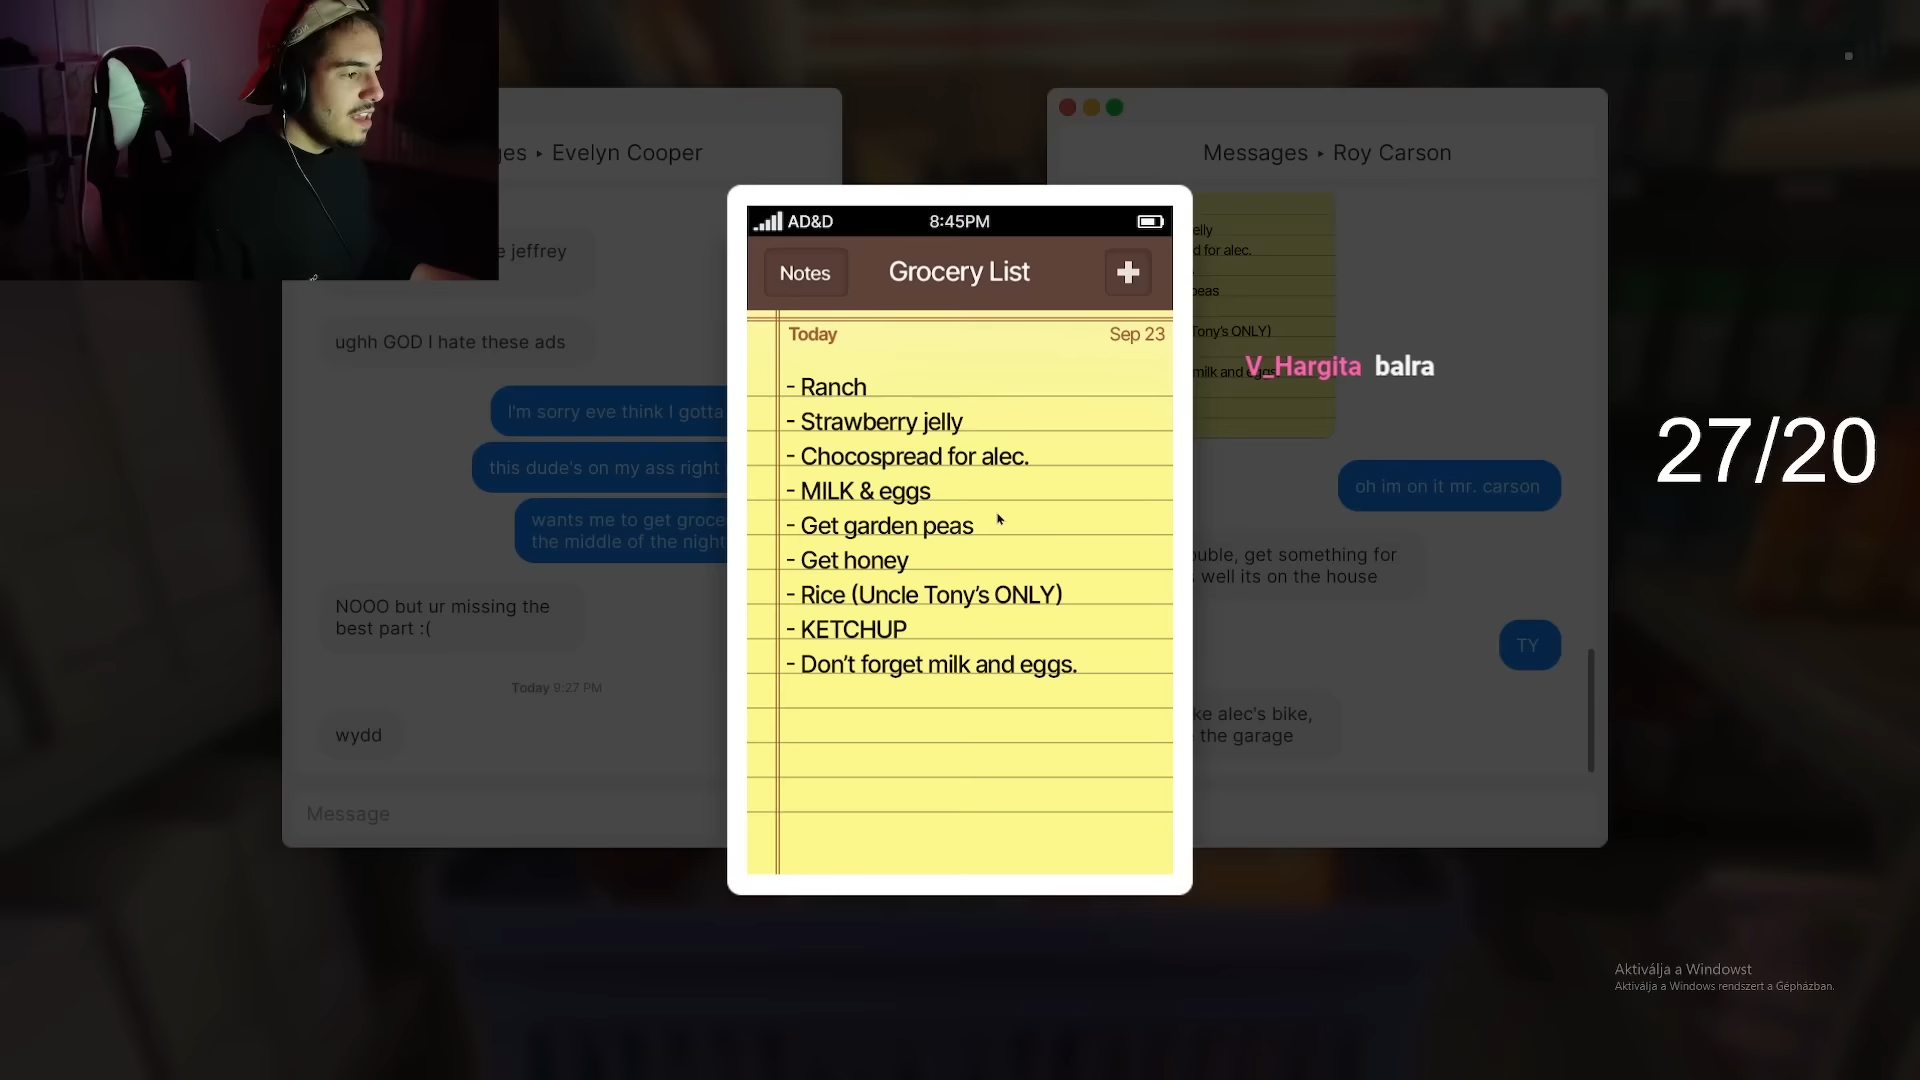 Messages ▸ Roy Carson
Evelyn Cooper
jeffrey
ughh GOD I hate these ads
I'm sorry eve think I gotta
this dude's on my ass right
wants me to get
the middle of the night
NOOO but ur missing the
best part :(
Today 9:27 PM
wydd
Message
AD&D 8:45PM
Notes Grocery List +
Today Sep 23
- Ranch
- Strawberry jelly
- Chocospread for alec.
- MILK & eggs
- Get garden peas
- Get honey
- Rice (Uncle Tony's ONLY)
- KETCHUP
- Don't forget milk and eggs.
d for alec.
peas
Tony's ONLY)
milk and
V_Hargita balra
oh im on it mr. carson
get something for
well its on the house
TY
alec's bike,
the garage
27/20
Aktiválja a Windowst
Aktiválja a Windows rendszert a Gépházban.